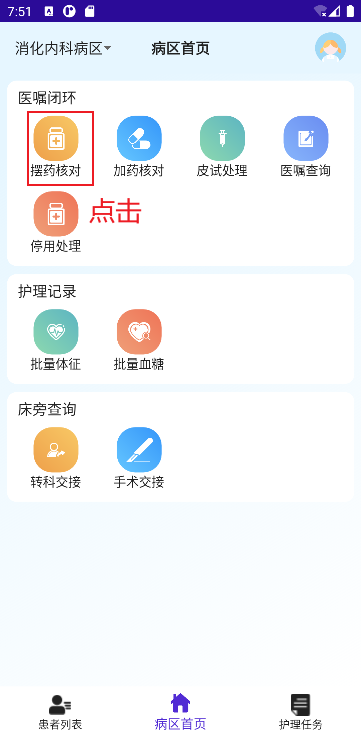 7:51
消化内科病区
病区首页
医嘱闭环
摆药核对
加药核对
皮试处理
医嘱查询
停用处理
点击
护理记录
批量体征
批量血糖
床旁查询
转科交接
手术交接
患者列表
病区首页
护理任务